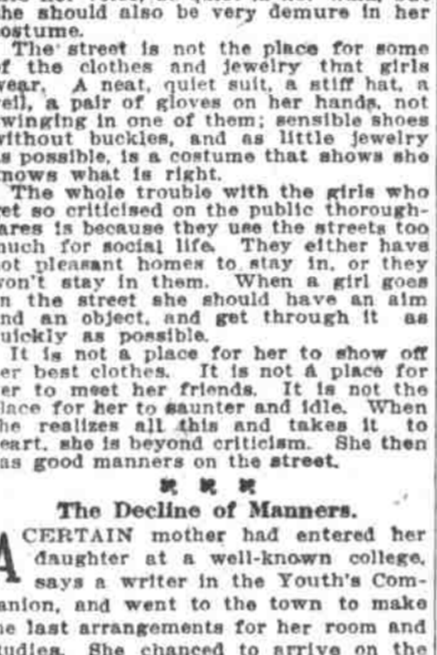 she should also be very demure in her
ostume.
The street is not the place for some
f the clothes and jewelry that girls
wear. A neat, quiet suit, a stiff hat, a
eil, a pair of gloves on her hands, not
winging in one of them; sensible shoes
without buckles, and as little jewelry
s possible, is a costume that shows she
nows what is right.
The whole trouble with the girls who
et so criticised on the public thorough-
ares is because they use the streets too
much for social life. They either have
ot pleasant homes to stay in, or they
won't stay in them. When a girl goes
n the street she should have an aim
nd an object, and get through it as
uickly as possible.
It is not a place for her to show off
er best clothes. It is not a place for
er to meet her friends. It is not the
lace for her to saunter and idle. When
he realizes all this and takes it to
eart, she is beyond criticism. She then
as good manners on the street.
The Decline of Manners.
A CERTAIN mother had entered her
daughter at a well-known college,
says a writer in the Youth's Com-
anion, and went to the town to make
he last arrangements for her room and
tudies. She chanced to arrive on the